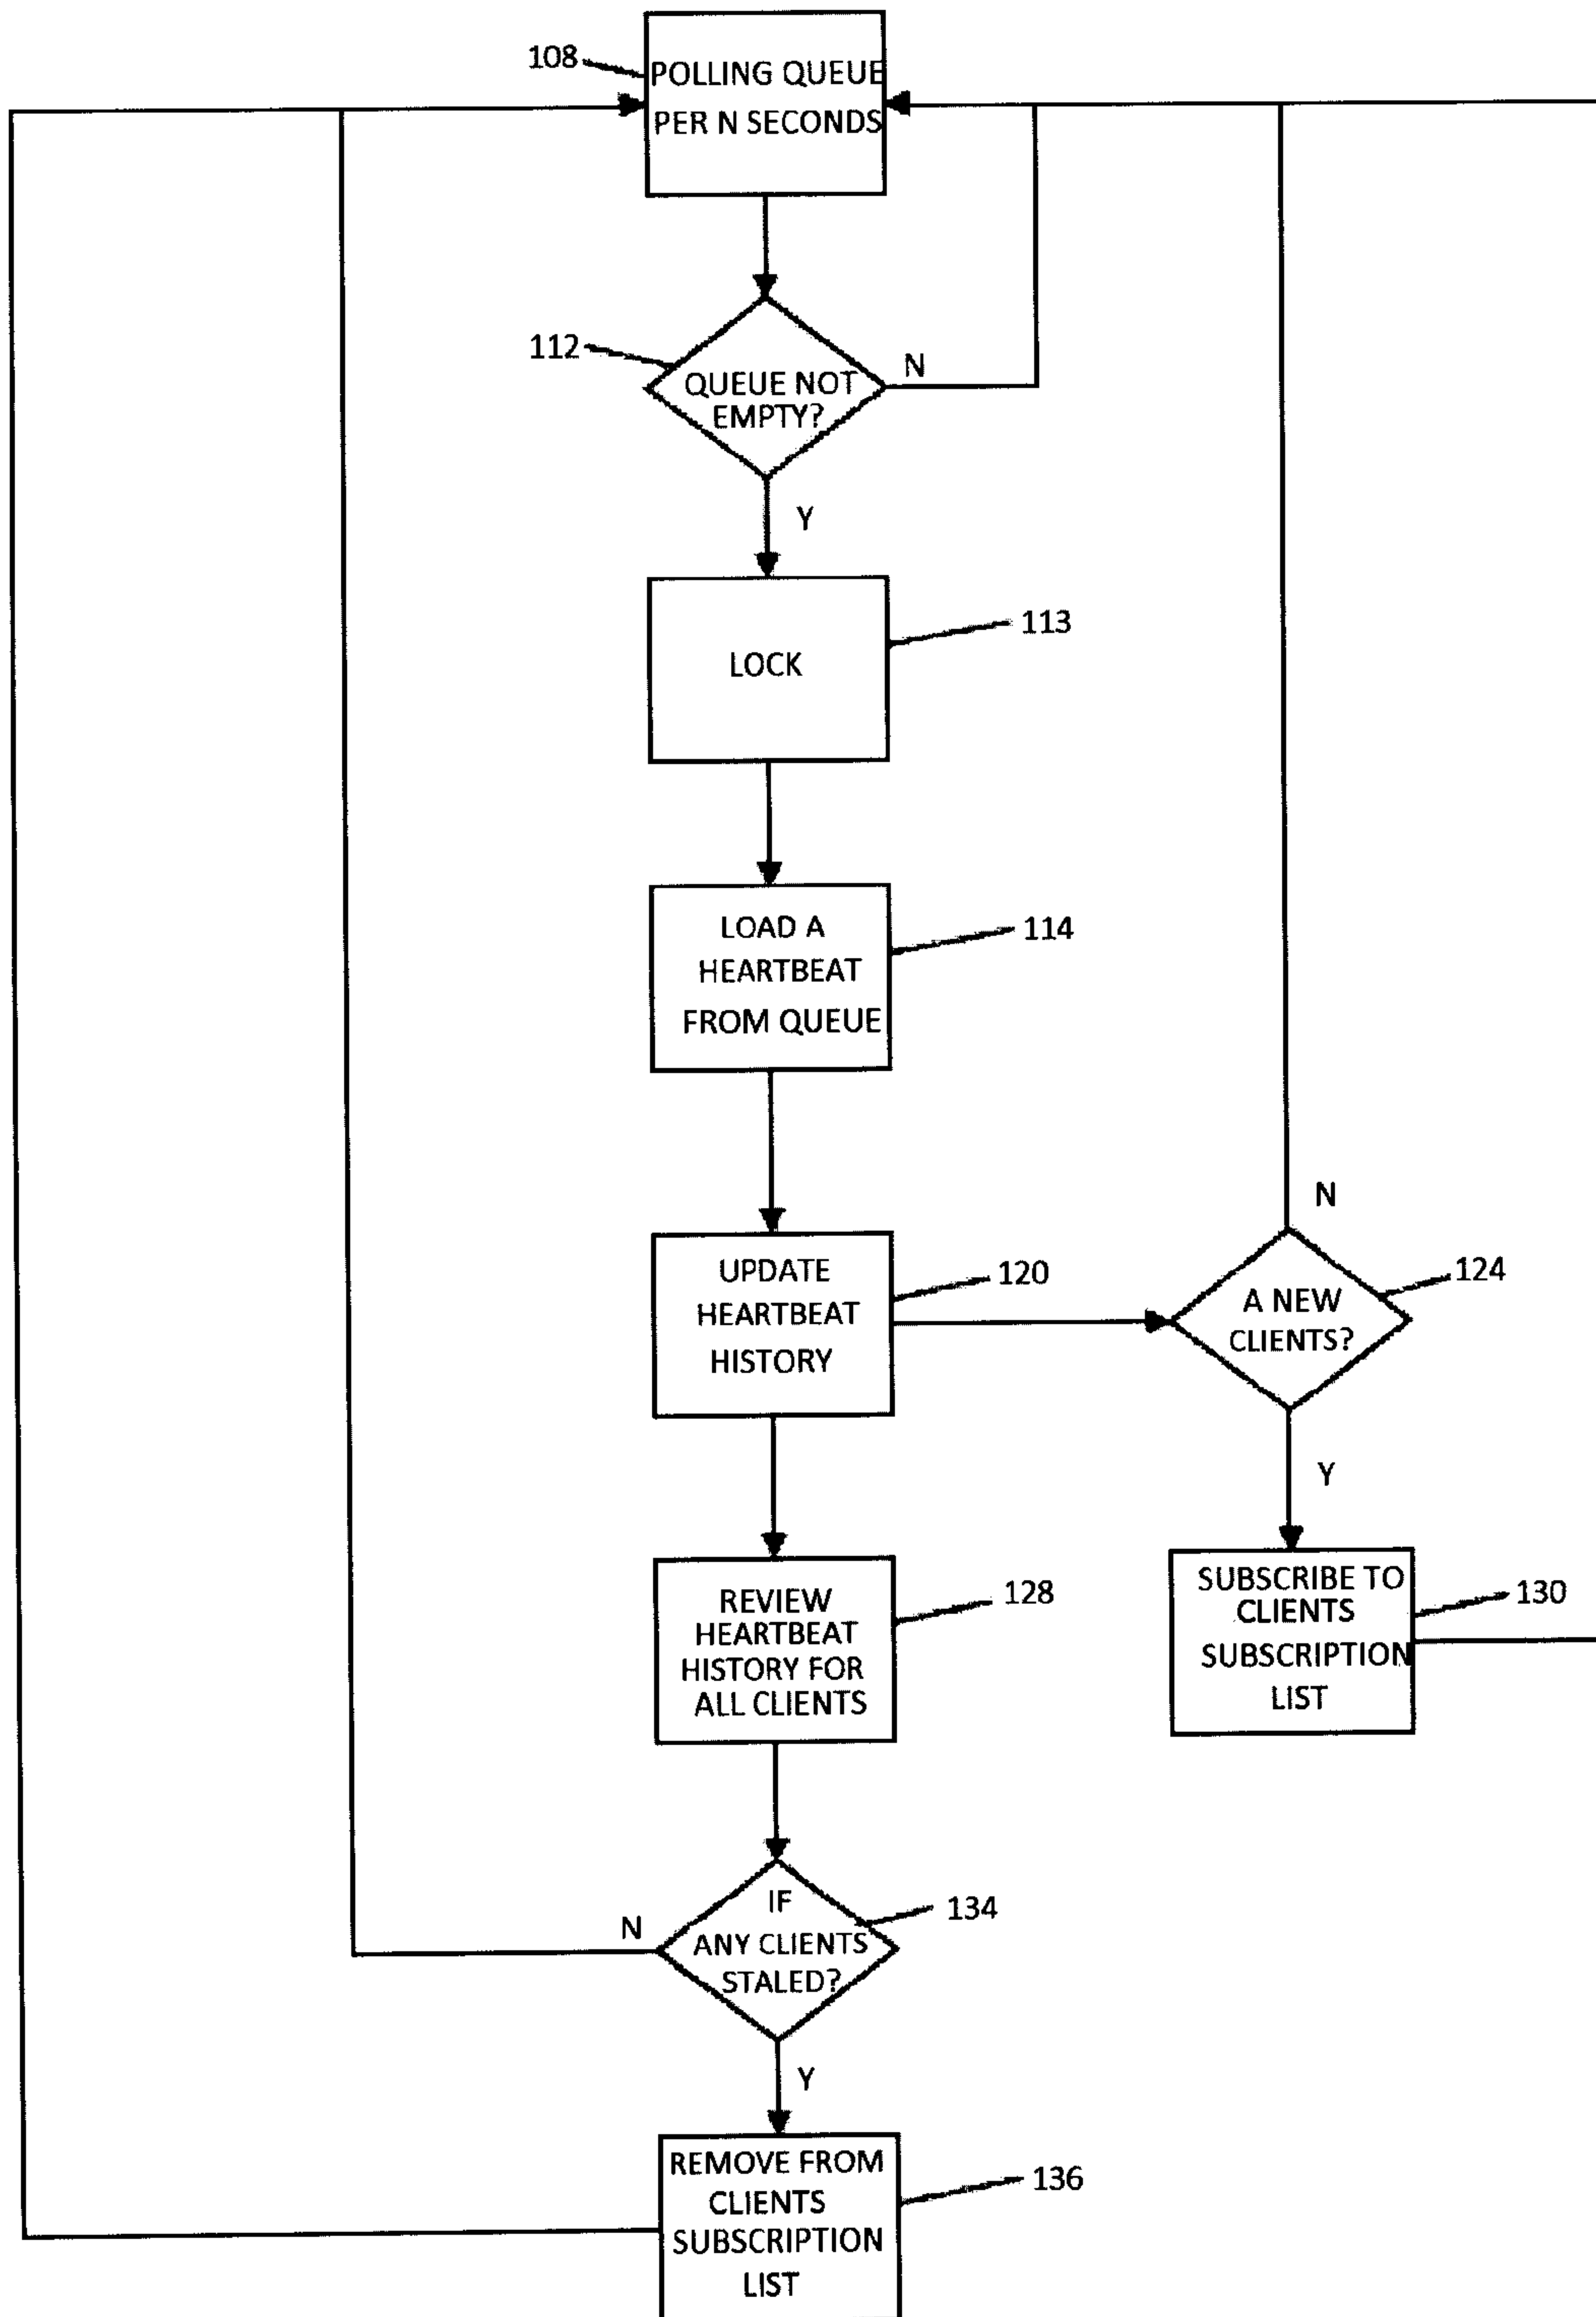 108
POLLING QUEUE
PER N SECONDS
112
QUEUE NOT
EMPTY?
N
Y
LOCK
113
LOAD A
HEARTBEAT
FROM QUEUE
114
UPDATE
HEARTBEAT
HISTORY
120
N
A NEW
CLIENTS?
124
Y
REVIEW
HEARTBEAT
HISTORY FOR
ALL CLIENTS
128
SUBSCRIBE TO
CLIENTS
SUBSCRIPTION
LIST
130
IF
ANY CLIENTS
STALED?
134
N
Y
REMOVE FROM
CLIENTS
SUBSCRIPTION
LIST
136